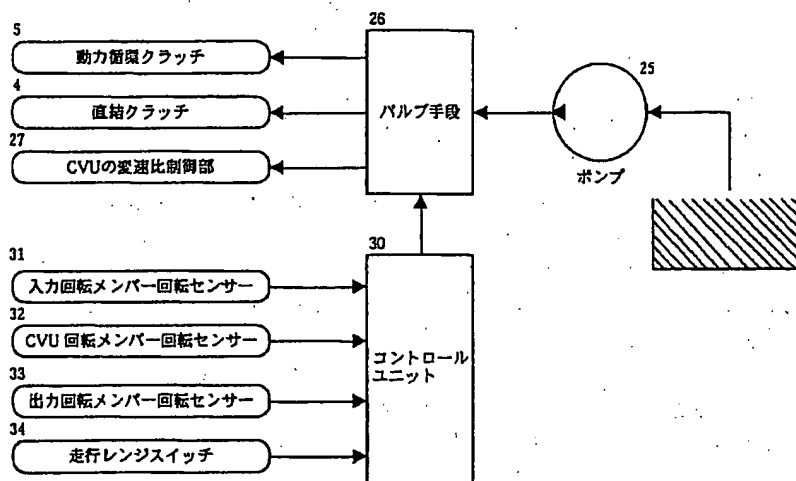 5
動力循環クラッチ
4
直結クラッチ
27
CVUの変速比制御部
26
バルブ手段
25
ポンプ
31
入力回転メンバー回転センサー
32
CVU 回転メンバー回転センサー
33
出力回転メンバー回転センサー
34
走行レンジスイッチ
30
コントロール
ユニット